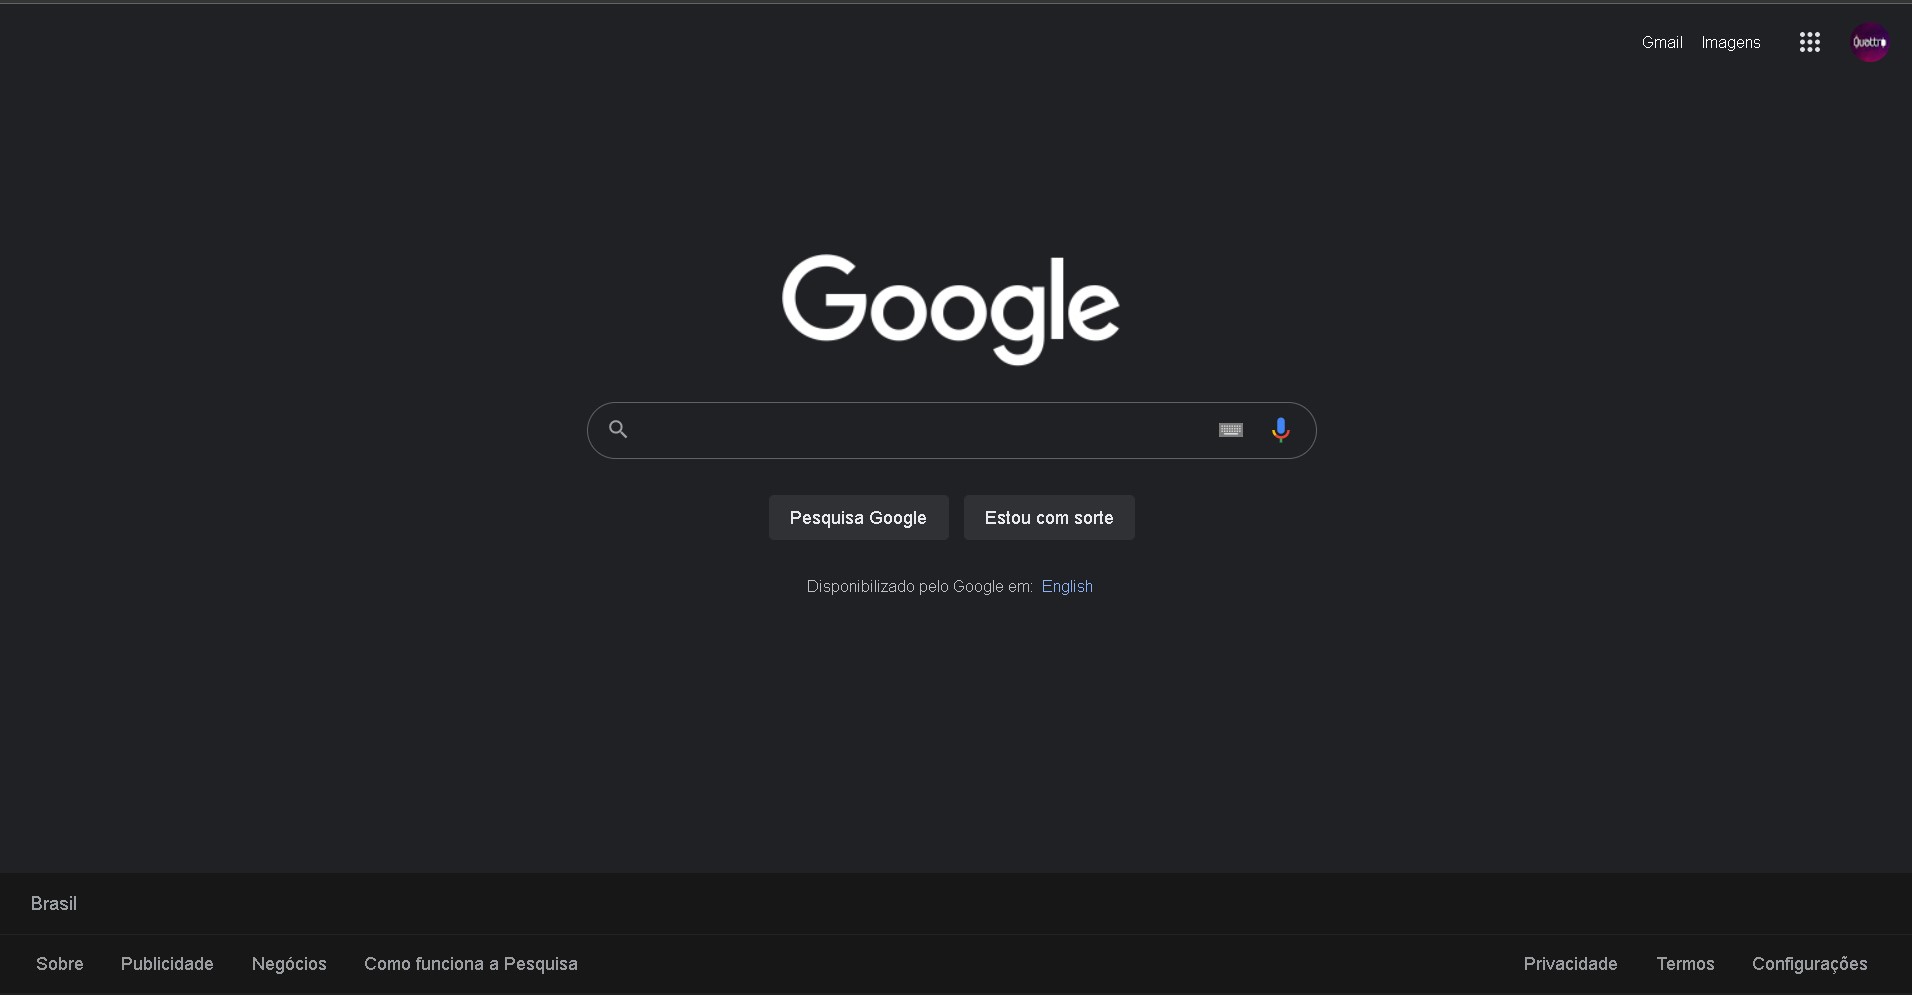 Gmail Imagens Quattro
Google
Pesquisa Google Estou com sorte
Disponibilizado pelo Google em: English
Brasil
Sobre Publicidade Negócios Como funciona a Pesquisa Privacidade Termos Configurações